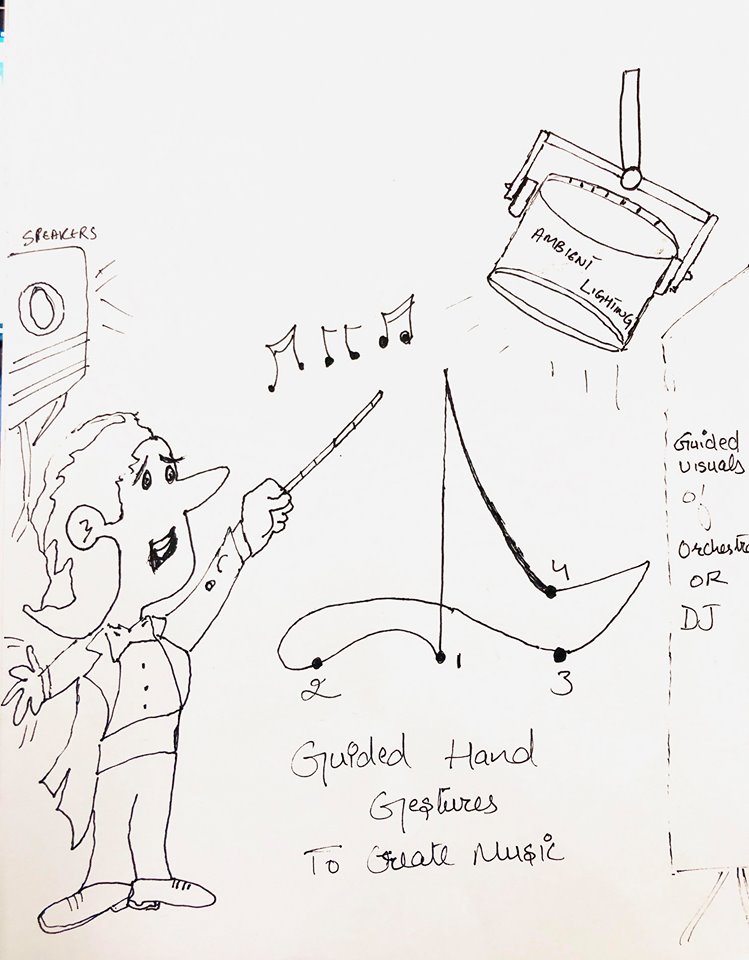 SPEAKERS
AMBIENT
LIGHTING
Guided
visuals
of
Orchestra
OR
DJ
4
1
2
3
Guided Hand
Gestures
To Create Music